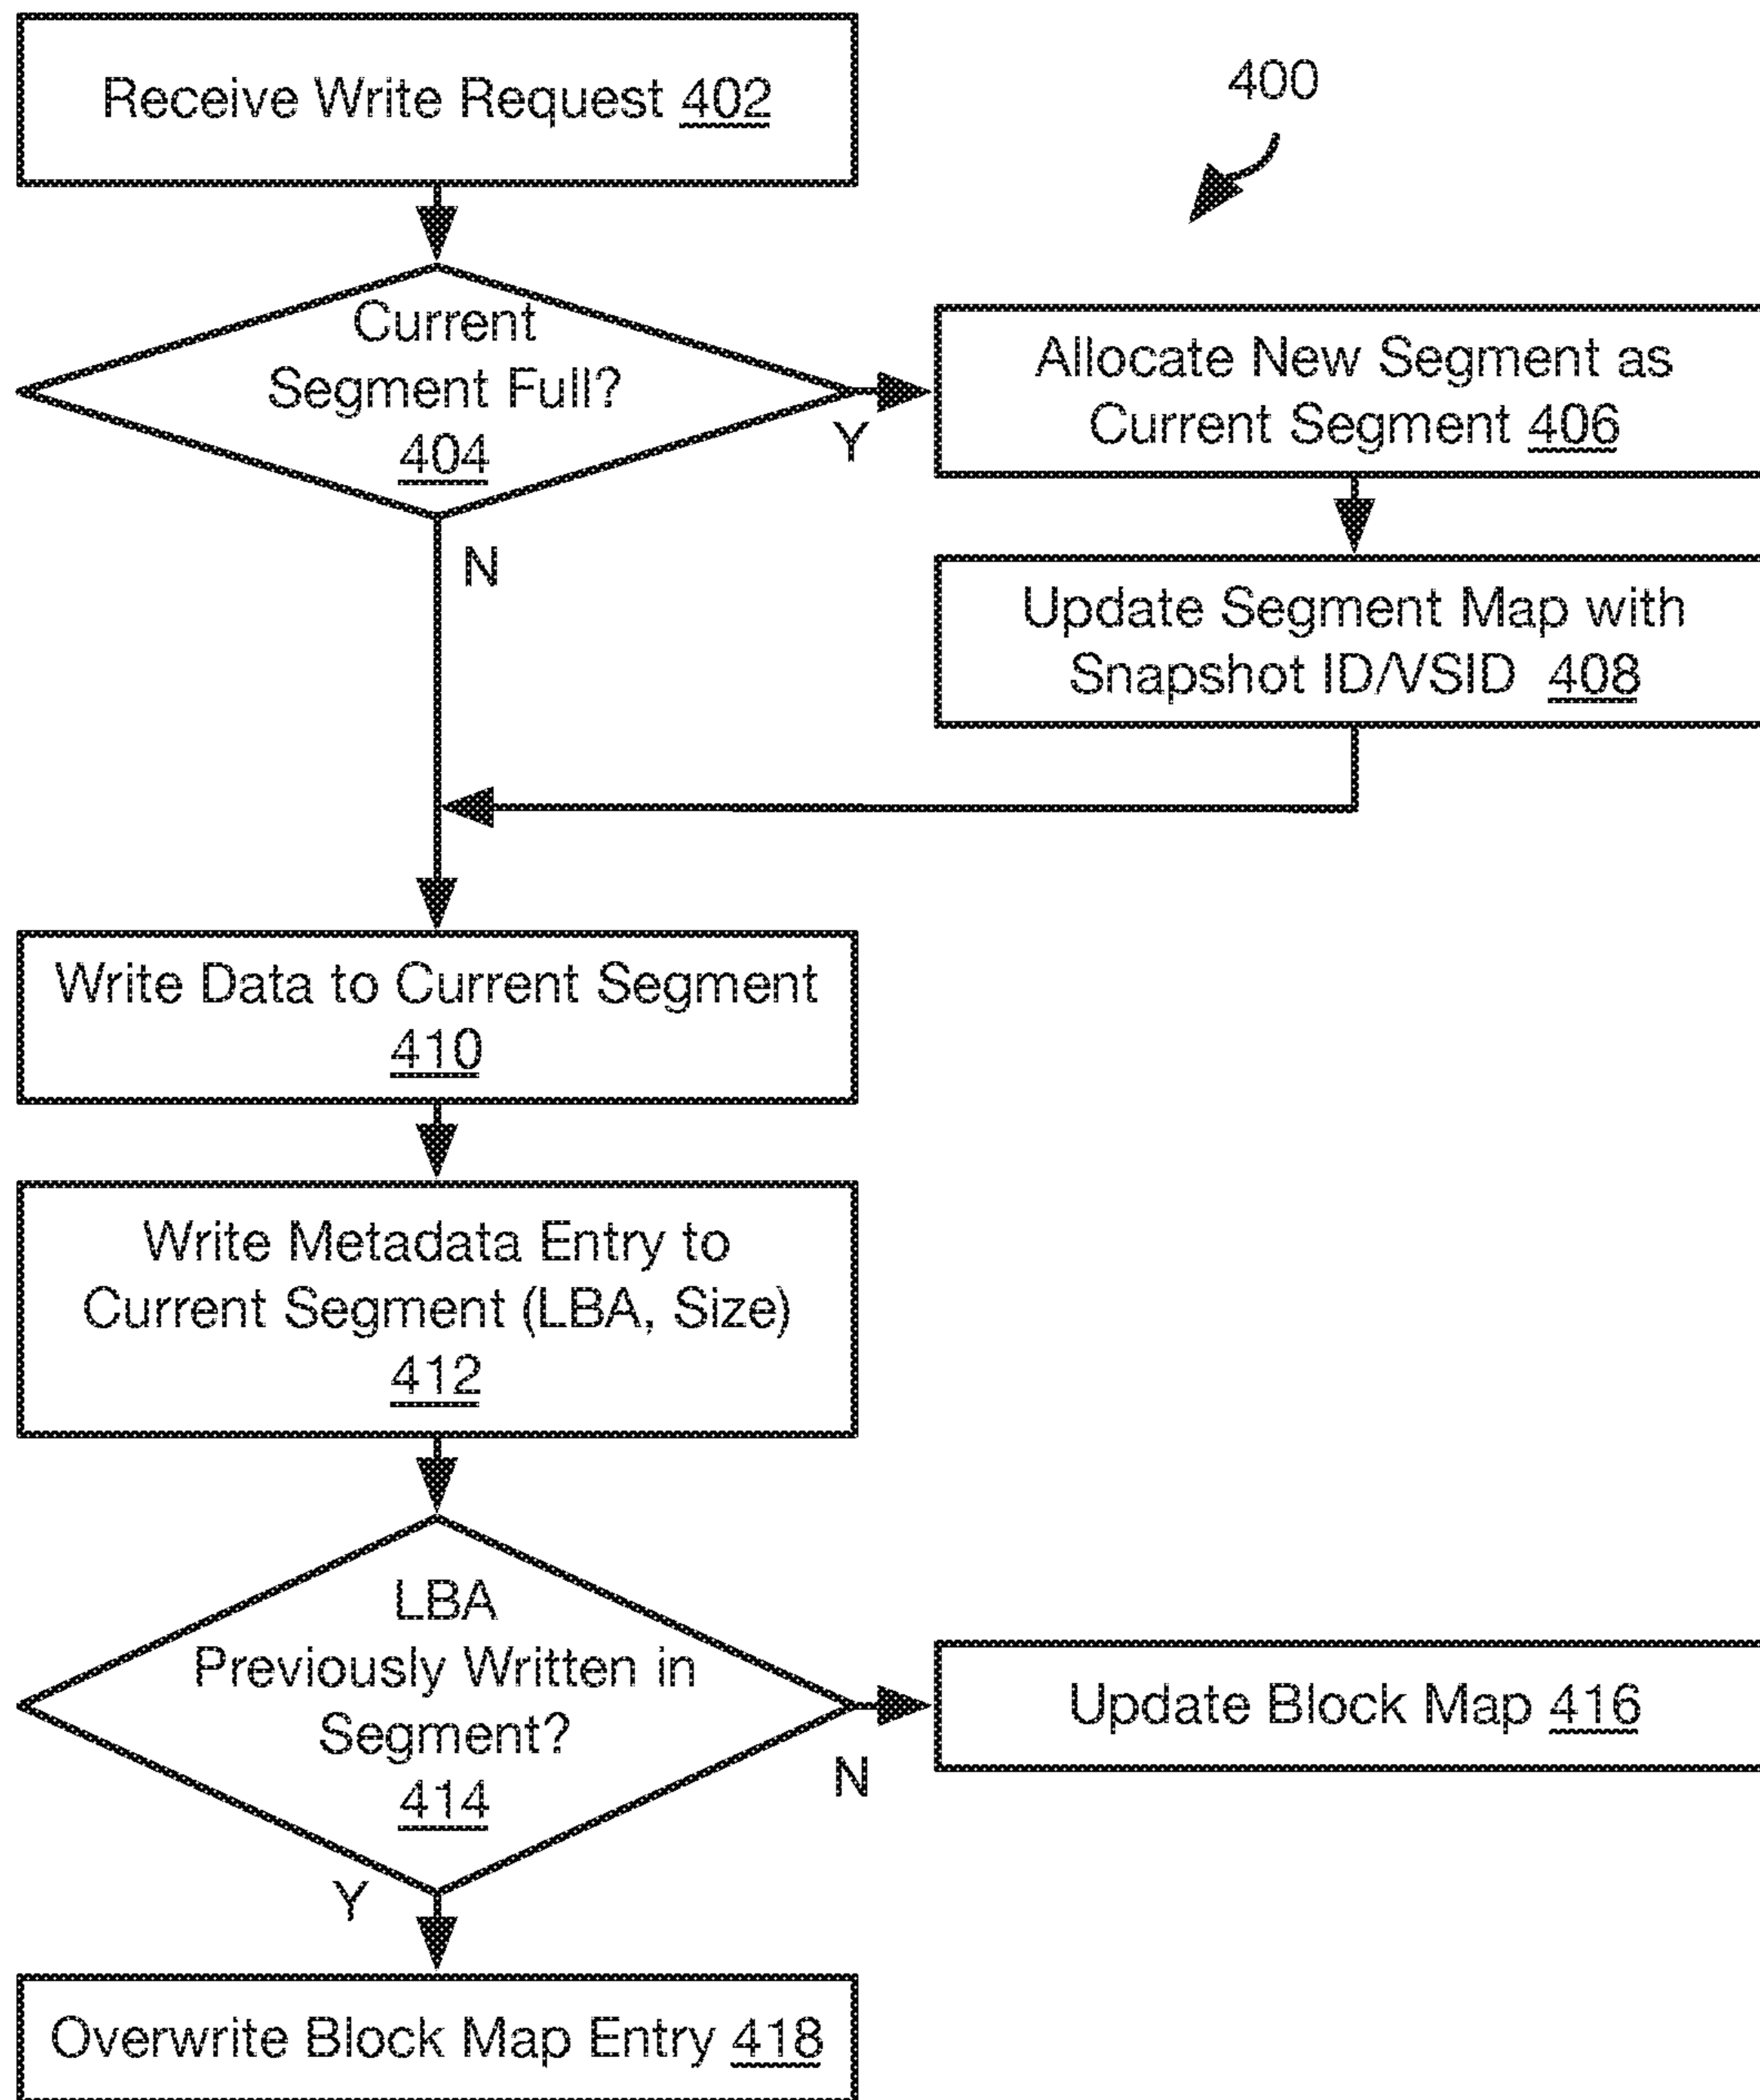 Receive Write Request 402
400
Current
Segment Full?
404
Y
N
Allocate New Segment as
Current Segment 406
Update Segment Map with
Snapshot ID/VSID 408
Write Data to Current Segment
410
Write Metadata Entry to
Current Segment (LBA, Size)
412
LBA
Previously Written in
Segment?
414
N
Y
Update Block Map 416
Overwrite Block Map Entry 418